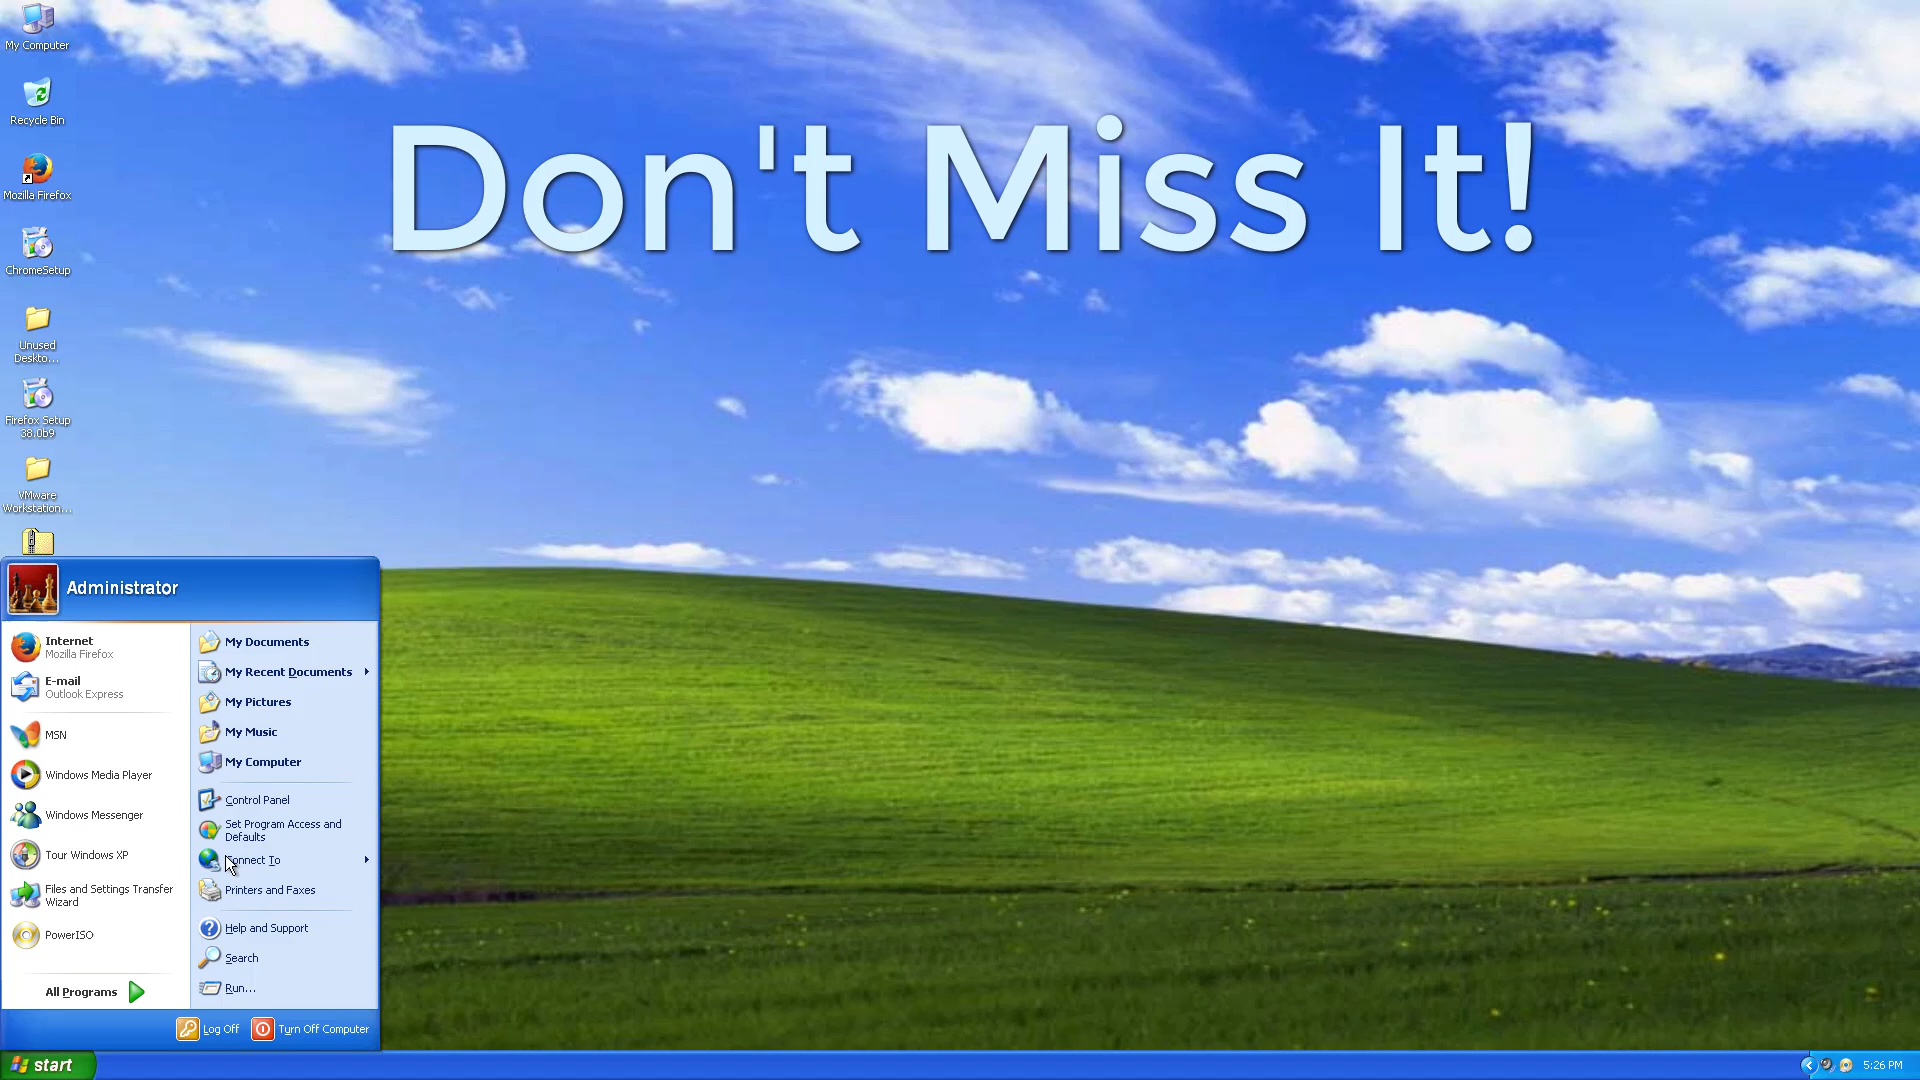 My Computer
Recycle Bin
Mozilla Firefox
ChromeSetup
Unused
Deskto...
Firefox Setup
38.0b9
VMware
Workstation...
Don't Miss It!
Administrator
Internet
Mozilla Firefox
E-mail
Outlook Express
MSN
Windows Media Player
Windows Messenger
Tour Windows XP
Files and Settings Transfer
Wizard
PowerISO
All Programs
My Documents
My Recent Documents
My Pictures
My Music
My Computer
Control Panel
Set Program Access and
Defaults
Connect To
Printers and Faxes
Help and Support
Search
Run...
Log Off
Turn Off Computer
start
5:26 PM